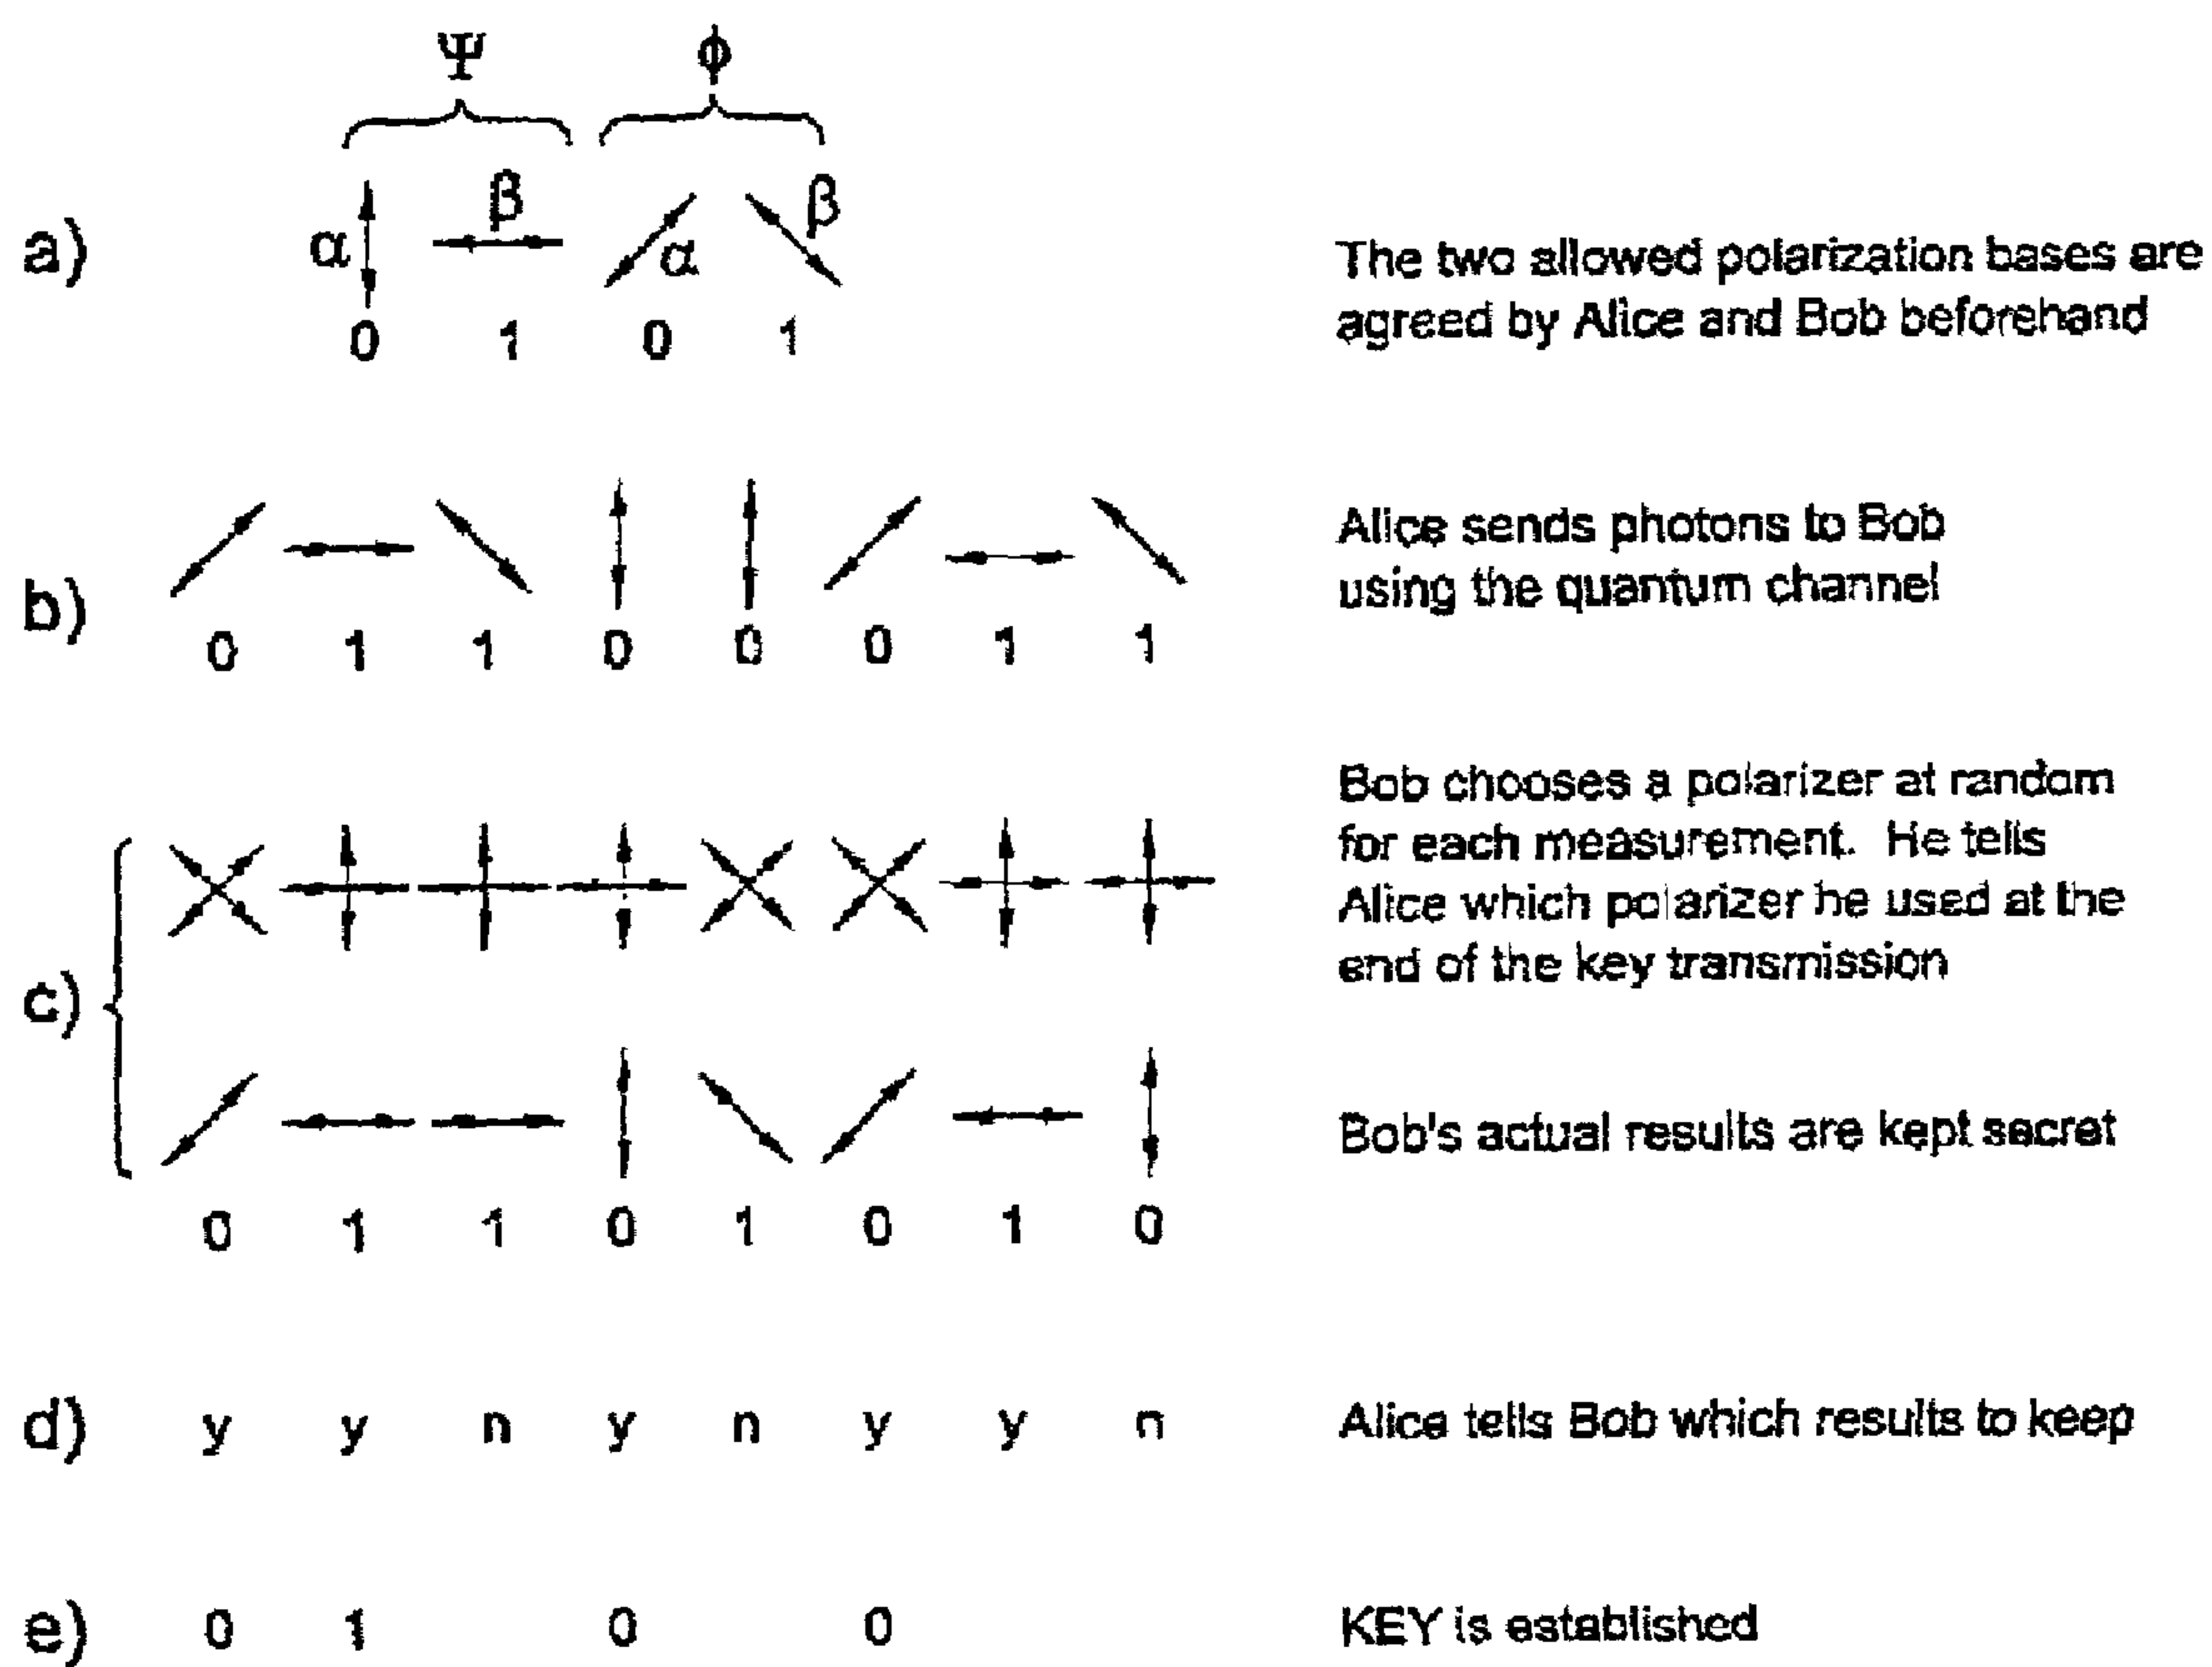 Ψ ϕ
α β α β
a)
0 1 0 1
The two allowed polarization bases are
agreed by Alice and Bob beforehand
b)
0 1 1 0 0 0 1 1
Alice sends photons to Bob
using the quantum channel
c)
Bob chooses a polarizer at random
for each measurement. He tells
Alice which polarizer he used at the
end of the key transmission
Bob's actual results are kept secret
0 1 1 0 1 0 1 0
d) y y n y n y y n
Alice tells Bob which results to keep
e) 0 1 0 0
KEY is established